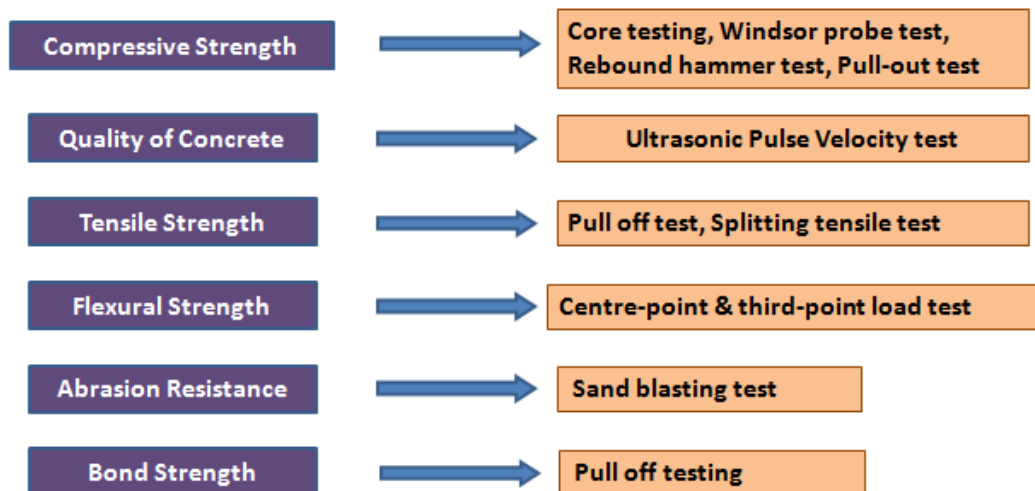 Compressive Strength
Core testing, Windsor probe test,
Rebound hammer test, Pull-out test
Quality of Concrete
Ultrasonic Pulse Velocity test
Tensile Strength
Pull off test, Splitting tensile test
Flexural Strength
Centre-point & third-point load test
Abrasion Resistance
Sand blasting test
Bond Strength
Pull off testing